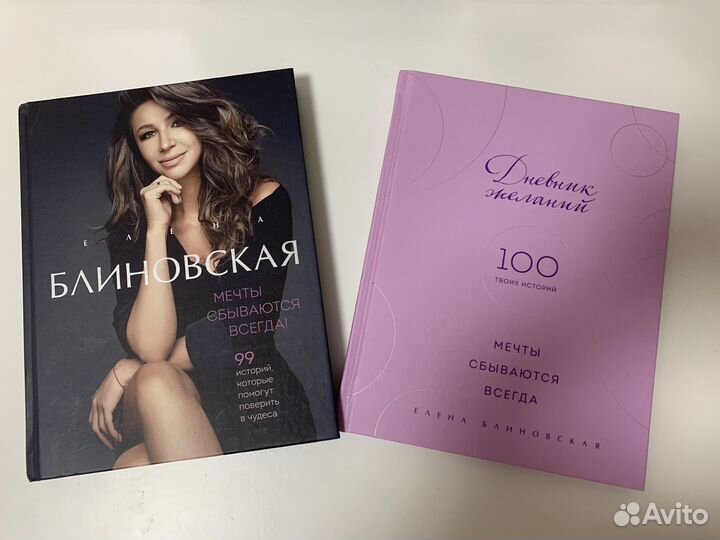 ЕЛЕНА
БЛИНОВСКАЯ
МЕЧТЫ
СБЫВАЮТСЯ
ВСЕГДА!
99
историй,
которые
помогут
поверить
в чудеса
Дневник
желаний
100
ТВОИХ ИСТОРИЙ
МЕЧТЫ
СБЫВАЮТСЯ
ВСЕГДА
ЕЛЕНА БЛИНОВСКАЯ
Avito